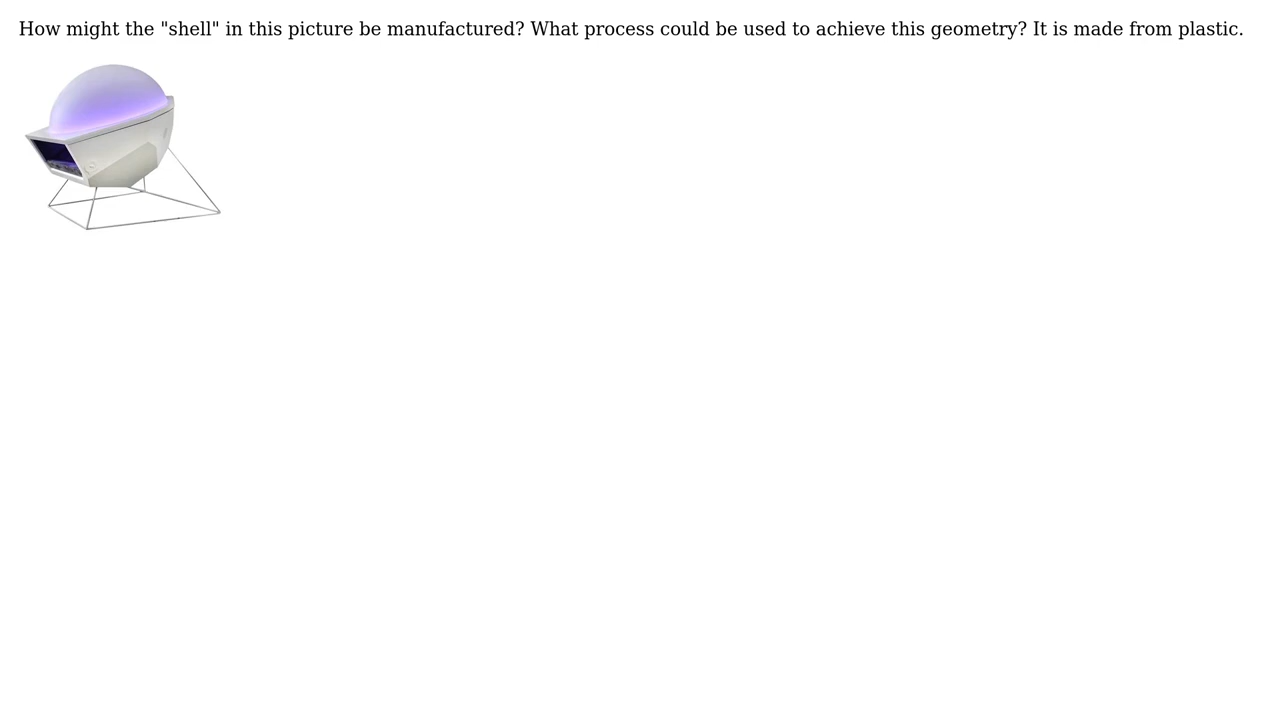 How might the "shell" in this picture be manufactured? What process could be used to achieve this geometry? It is made from plastic.